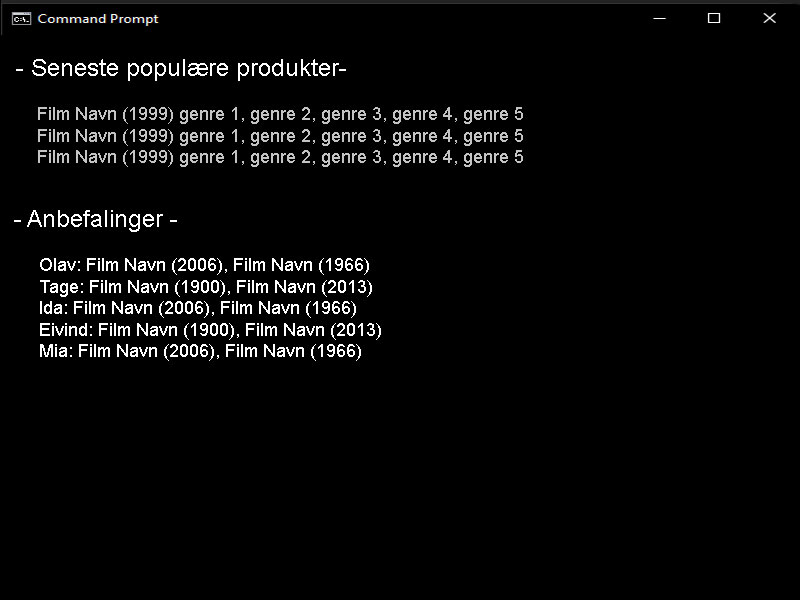 Command Prompt
- Seneste populære produkter-
Film Navn (1999) genre 1, genre 2, genre 3, genre 4, genre 5
Film Navn (1999) genre 1, genre 2, genre 3, genre 4, genre 5
Film Navn (1999) genre 1, genre 2, genre 3, genre 4, genre 5
- Anbefalinger -
Olav: Film Navn (2006), Film Navn (1966)
Tage: Film Navn (1900), Film Navn (2013)
Ida: Film Navn (2006), Film Navn (1966)
Eivind: Film Navn (1900), Film Navn (2013)
Mia: Film Navn (2006), Film Navn (1966)